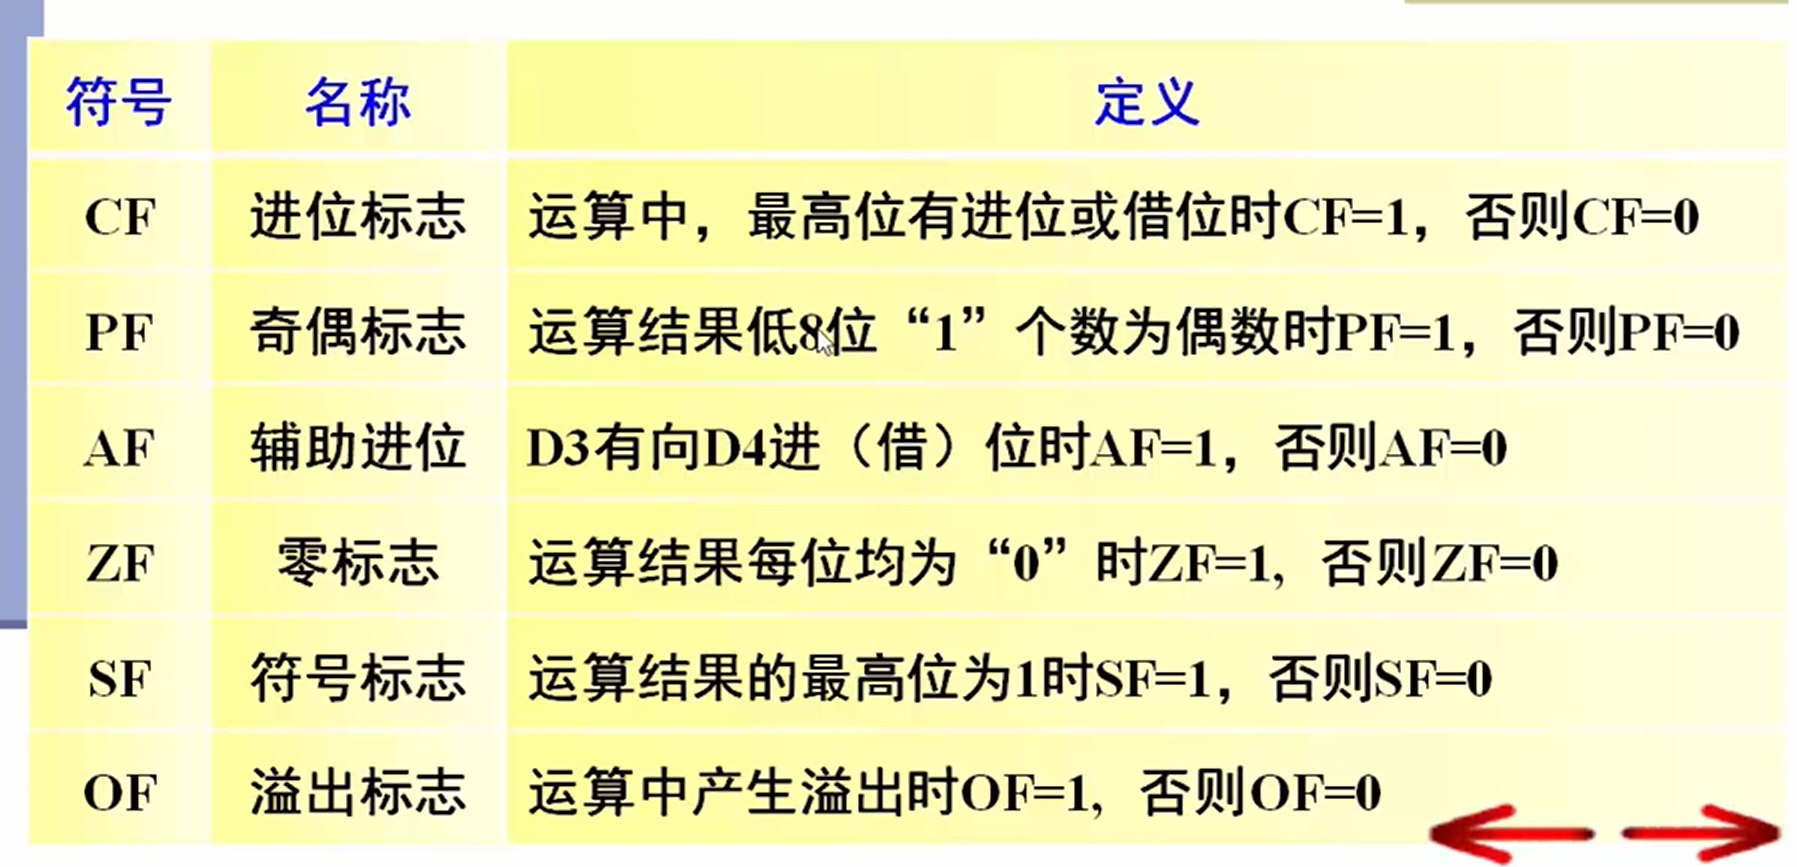 符号 名称 定义
CF 进位标志 运算中，最高位有进位或借位时CF=1，否则CF=0
PF 奇偶标志 运算结果低8位“1”个数为偶数时PF=1，否则PF=0
AF 辅助进位 D3有向D4进（借）位时AF=1，否则AF=0
ZF 零标志 运算结果每位均为“0”时ZF=1, 否则ZF=0
SF 符号标志 运算结果的最高位为1时SF=1，否则SF=0
OF 溢出标志 运算中产生溢出时OF=1, 否则OF=0